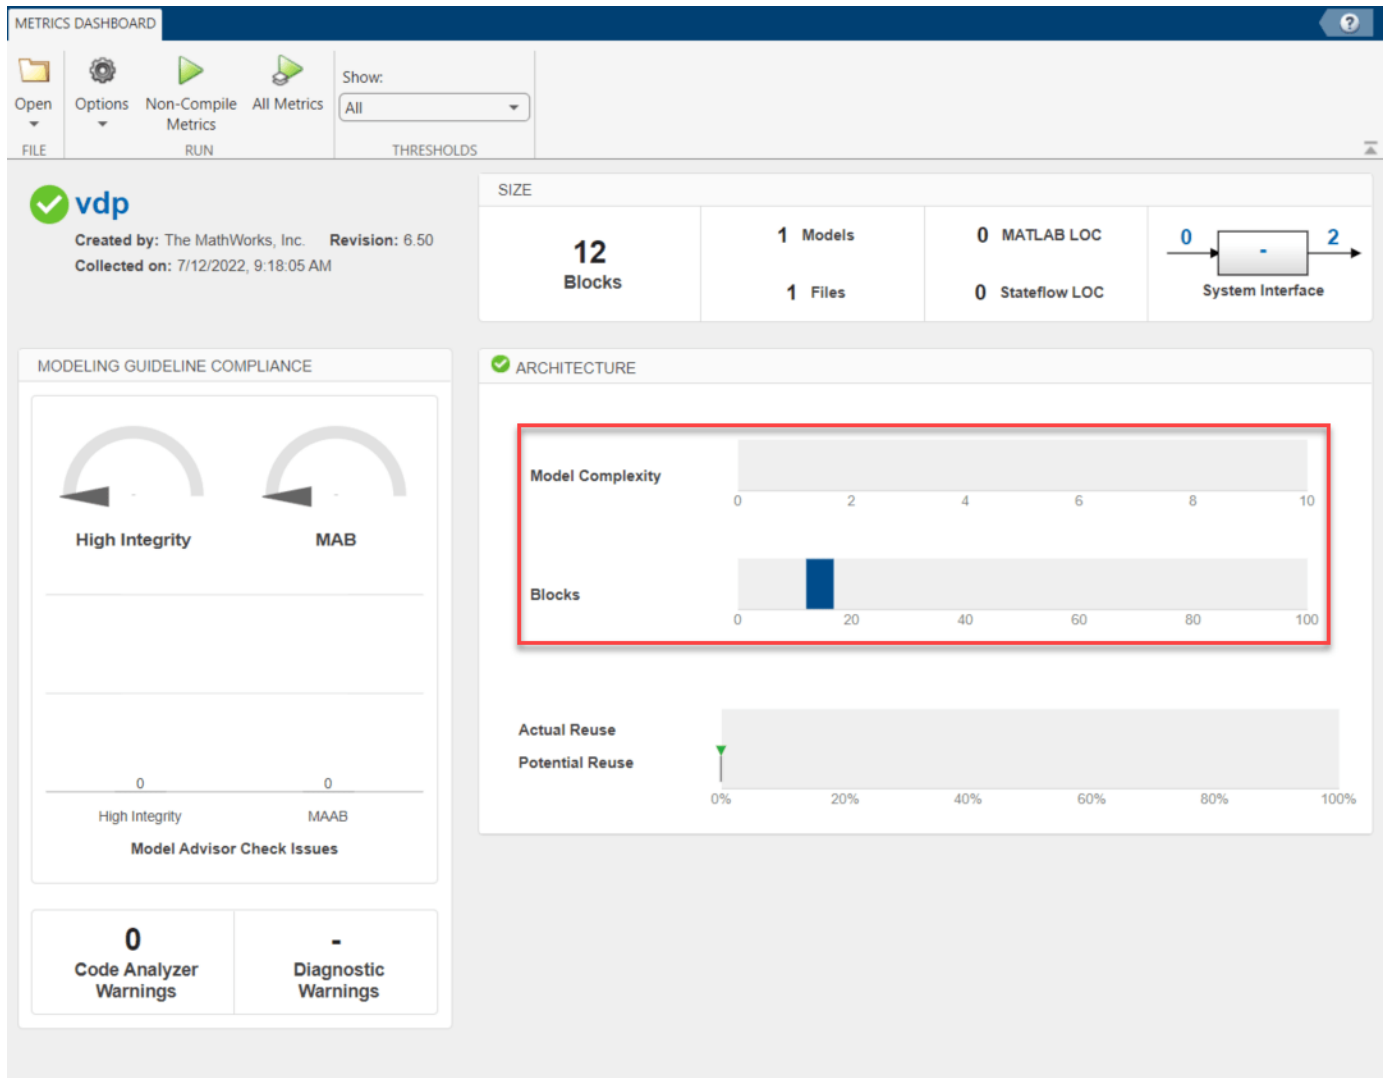 METRICS DASHBOARD
?
Open
Options
Non-Compile
Metrics
All Metrics
Show:
All
FILE
RUN
THRESHOLDS
vdp
Created by: The MathWorks, Inc. Revision: 6.50
Collected on: 7/12/2022, 9:18:05 AM
SIZE
12
Blocks
1 Models
1 Files
0 MATLAB LOC
0 Stateflow LOC
0 - 2
System Interface
MODELING GUIDELINE COMPLIANCE
- -
High Integrity MAB
0 0
High Integrity MAAB
Model Advisor Check Issues
0
Code Analyzer
Warnings
-
Diagnostic
Warnings
ARCHITECTURE
Model Complexity
0 2 4 6 8 10
Blocks
0 20 40 60 80 100
Actual Reuse
Potential Reuse
0% 20% 40% 60% 80% 100%